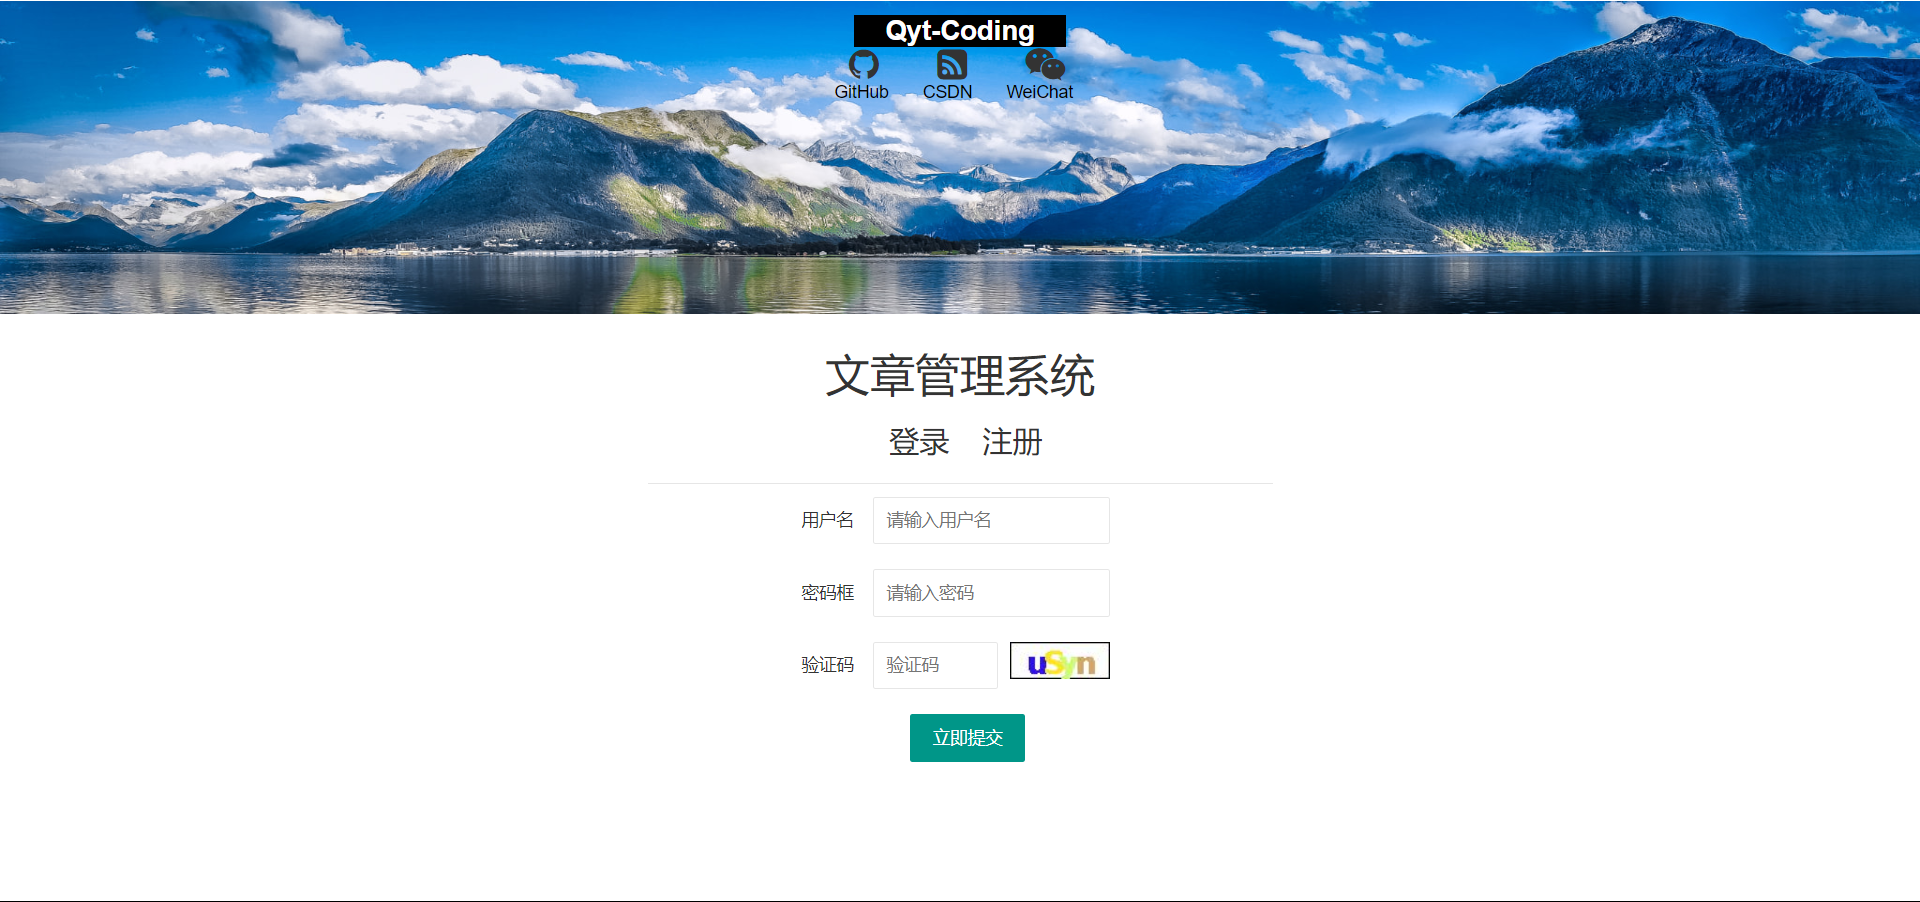 Qyt-Coding
GitHub CSDN WeiChat
文章管理系统
登录 注册
用户名 请输入用户名
密码框 请输入密码
验证码 验证码 uSyn
立即提交